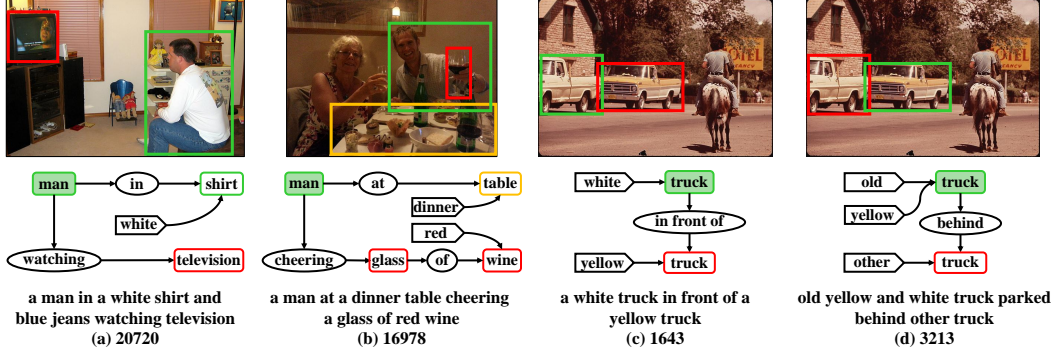 OTEL
RANCH
OTEL
RANCH
man
in
shirt
white
watching
television
a man in a white shirt and
blue jeans watching television
(a) 20720
man
at
table
dinner
red
cheering
glass
of
wine
a man at a dinner table cheering
a glass of red wine
(b) 16978
white
truck
in front of
yellow
truck
a white truck in front of a
yellow truck
(c) 1643
old
truck
yellow
behind
other
truck
old yellow and white truck parked
behind other truck
(d) 3213